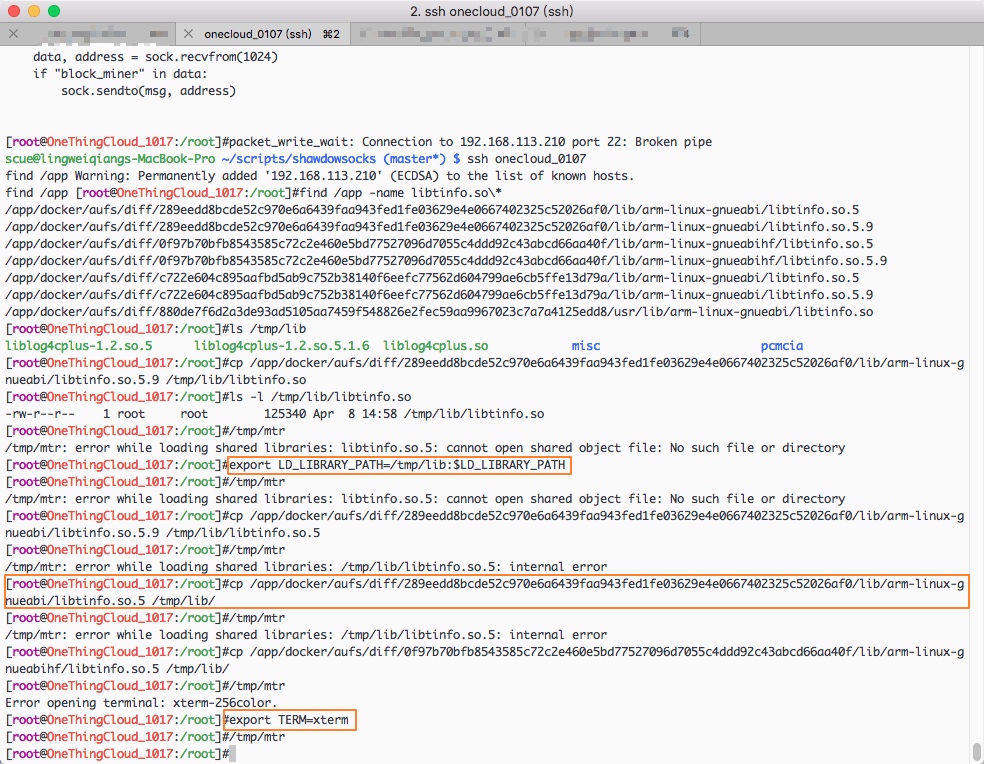 2. ssh onecloud_0107 (ssh)
onecloud_0107 (ssh) ⌘2
data, address = sock.recvfrom(1024)
if "block_miner" in data:
sock.sendto(msg, address)
[root@OneThingCloud_1017:/root]#packet_write_wait: Connection to 192.168.113.210 port 22: Broken pipe
scue@lingweiqiangs-MacBook-Pro ~/scripts/shawdowsocks (master*) $ ssh onecloud_0107
find /app Warning: Permanently added '192.168.113.210' (ECDSA) to the list of known hosts.
find /app [root@OneThingCloud_1017:/root]#find /app -name libtinfo.so\*
/app/docker/aufs/diff/289eedd8bcde52c970e6a6439faa943fed1fe03629e4e0667402325c52026af0/lib/arm-linux-gnueabi/libtinfo.so.5
/app/docker/aufs/diff/289eedd8bcde52c970e6a6439faa943fed1fe03629e4e0667402325c52026af0/lib/arm-linux-gnueabi/libtinfo.so.5.9
/app/docker/aufs/diff/0f97b70bfb8543585c72c2e460e5bd77527096d7055c4ddd92c43abcd66aa40f/lib/arm-linux-gnueabihf/libtinfo.so.5
/app/docker/aufs/diff/0f97b70bfb8543585c72c2e460e5bd77527096d7055c4ddd92c43abcd66aa40f/lib/arm-linux-gnueabihf/libtinfo.so.5.9
/app/docker/aufs/diff/c722e604c895aafbd5ab9c752b38140f6eefc77562d604799ae6cb5ffe13d79a/lib/arm-linux-gnueabi/libtinfo.so.5
/app/docker/aufs/diff/c722e604c895aafbd5ab9c752b38140f6eefc77562d604799ae6cb5ffe13d79a/lib/arm-linux-gnueabi/libtinfo.so.5.9
/app/docker/aufs/diff/880de7f6d2a3de93ad5105aa7459f548826e2fec59aa9967023c7a7a4125edd8/usr/lib/arm-linux-gnueabi/libtinfo.so
[root@OneThingCloud_1017:/root]#ls /tmp/lib
liblog4cplus-1.2.so.5 liblog4cplus-1.2.so.5.1.6 liblog4cplus.so misc pcmcia
[root@OneThingCloud_1017:/root]#cp /app/docker/aufs/diff/289eedd8bcde52c970e6a6439faa943fed1fe03629e4e0667402325c52026af0/lib/arm-linux-g
nueabi/libtinfo.so.5.9 /tmp/lib/libtinfo.so
[root@OneThingCloud_1017:/root]#ls -l /tmp/lib/libtinfo.so
-rw-r--r-- 1 root root 125340 Apr 8 14:58 /tmp/lib/libtinfo.so
[root@OneThingCloud_1017:/root]#/tmp/mtr
/tmp/mtr: error while loading shared libraries: libtinfo.so.5: cannot open shared object file: No such file or directory
[root@OneThingCloud_1017:/root]#export LD_LIBRARY_PATH=/tmp/lib:$LD_LIBRARY_PATH
[root@OneThingCloud_1017:/root]#/tmp/mtr
/tmp/mtr: error while loading shared libraries: libtinfo.so.5: cannot open shared object file: No such file or directory
[root@OneThingCloud_1017:/root]#cp /app/docker/aufs/diff/289eedd8bcde52c970e6a6439faa943fed1fe03629e4e0667402325c52026af0/lib/arm-linux-g
nueabi/libtinfo.so.5.9 /tmp/lib/libtinfo.so.5
[root@OneThingCloud_1017:/root]#/tmp/mtr
/tmp/mtr: error while loading shared libraries: /tmp/lib/libtinfo.so.5: internal error
[root@OneThingCloud_1017:/root]#cp /app/docker/aufs/diff/289eedd8bcde52c970e6a6439faa943fed1fe03629e4e0667402325c52026af0/lib/arm-linux-g
nueabi/libtinfo.so.5 /tmp/lib/
[root@OneThingCloud_1017:/root]#/tmp/mtr
/tmp/mtr: error while loading shared libraries: /tmp/lib/libtinfo.so.5: internal error
[root@OneThingCloud_1017:/root]#cp /app/docker/aufs/diff/0f97b70bfb8543585c72c2e460e5bd77527096d7055c4ddd92c43abcd66aa40f/lib/arm-linux-g
nueabihf/libtinfo.so.5 /tmp/lib/
[root@OneThingCloud_1017:/root]#/tmp/mtr
Error opening terminal: xterm-256color.
[root@OneThingCloud_1017:/root]#export TERM=xterm
[root@OneThingCloud_1017:/root]#/tmp/mtr
[root@OneThingCloud_1017:/root]#